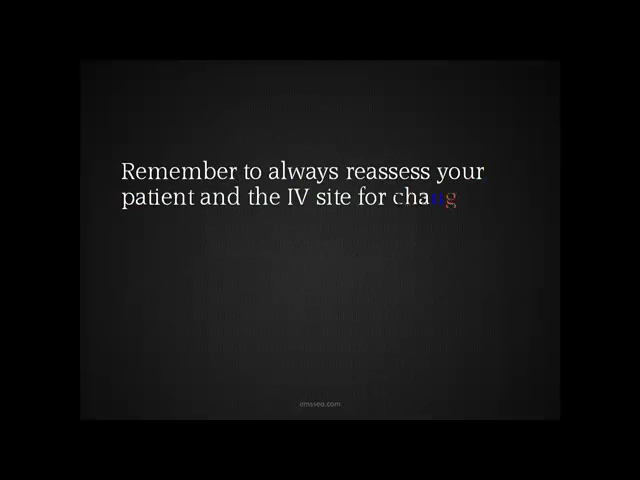 Remember to always reassess your
patient and the IV site for chang